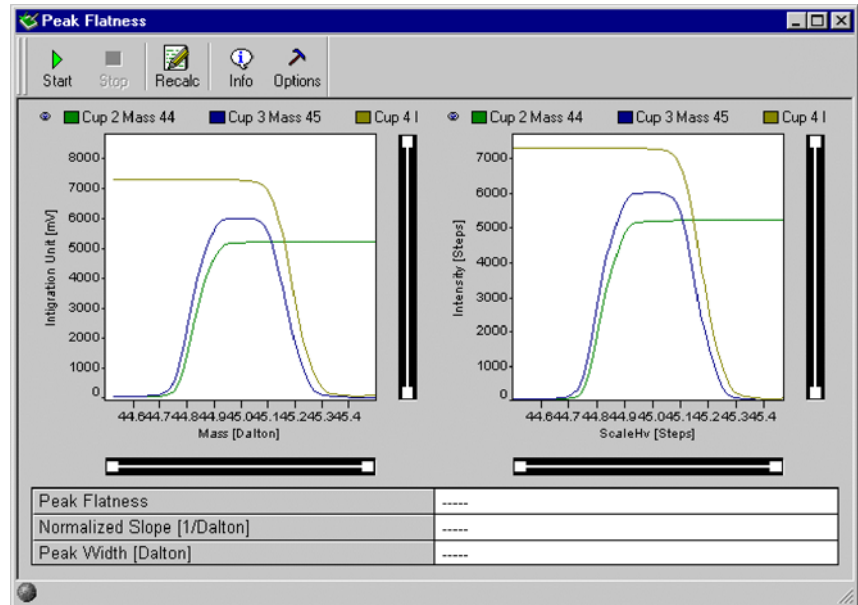 Peak Flatness
Start Stop Recalc Info Options
Cup 2 Mass 44 Cup 3 Mass 45 Cup 4 I
8000
7000
6000
5000
4000
3000
2000
1000
0
Intigration Unit [mV]
44.644.744.844.945.045.145.245.345.4
Mass [Dalton]
Cup 2 Mass 44 Cup 3 Mass 45 Cup 4 I
7000
6000
5000
4000
3000
2000
1000
0
Intensity [Steps]
44.644.744.844.945.045.145.245.345.4
ScaleHv [Steps]
Peak Flatness -----
Normalized Slope [1/Dalton] -----
Peak Width [Dalton] -----